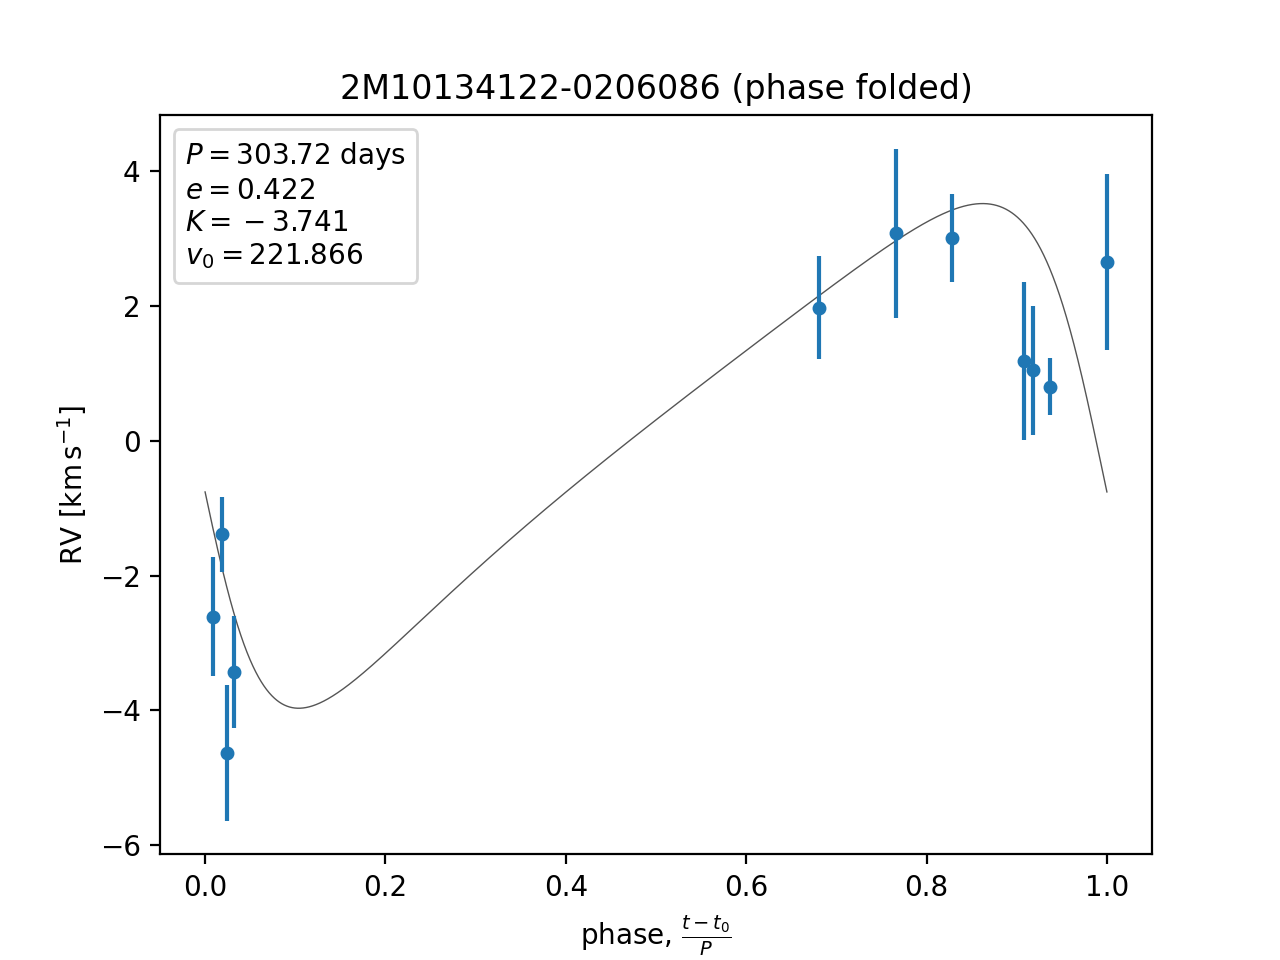 2M10134122-0206086 (phase folded)
P = 303.72 days
e = 0.422
K = −3.741
v₀ = 221.866
RV [km s⁻¹]
4
2
0
−2
−4
−6
0.0 0.2 0.4 0.6 0.8 1.0
phase, (t − t₀)/P